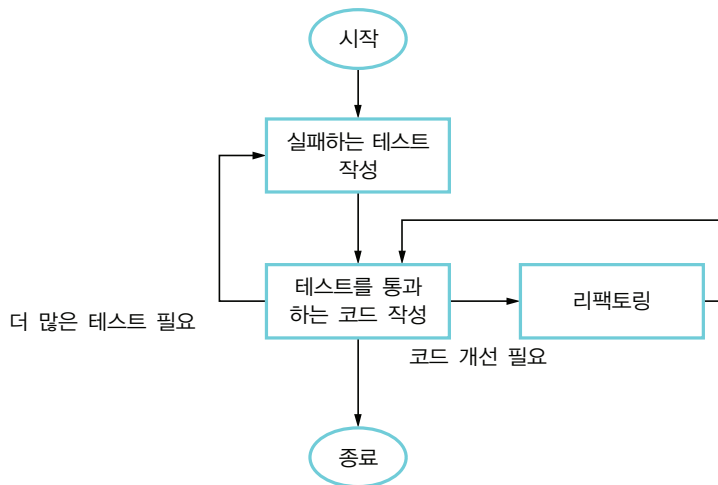 시작
실패하는 테스트
작성
테스트를 통과
하는 코드 작성
리팩토링
더 많은 테스트 필요
코드 개선 필요
종료